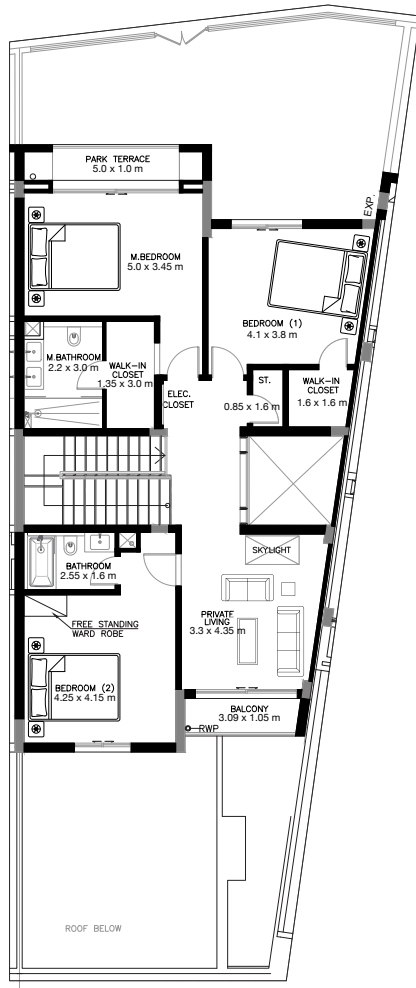 PARK TERRACE
5.0 x 1.0 m
EXP.
M.BEDROOM
5.0 x 3.45 m
BEDROOM (1)
4.1 x 3.8 m
M.BATHROOM
2.2 x 3.0 m
WALK-IN
CLOSET
1.35 x 3.0 m
ELEC.
CLOSET
ST.
0.85 x 1.6 m
WALK-IN
CLOSET
1.6 x 1.6 m
SKYLIGHT
BATHROOM
2.55 x 1.6 m
FREE STANDING
WARD ROBE
PRIVATE
LIVING
3.3 x 4.35 m
BEDROOM (2)
4.25 x 4.15 m
BALCONY
3.09 x 1.05 m
RWP
ROOF BELOW